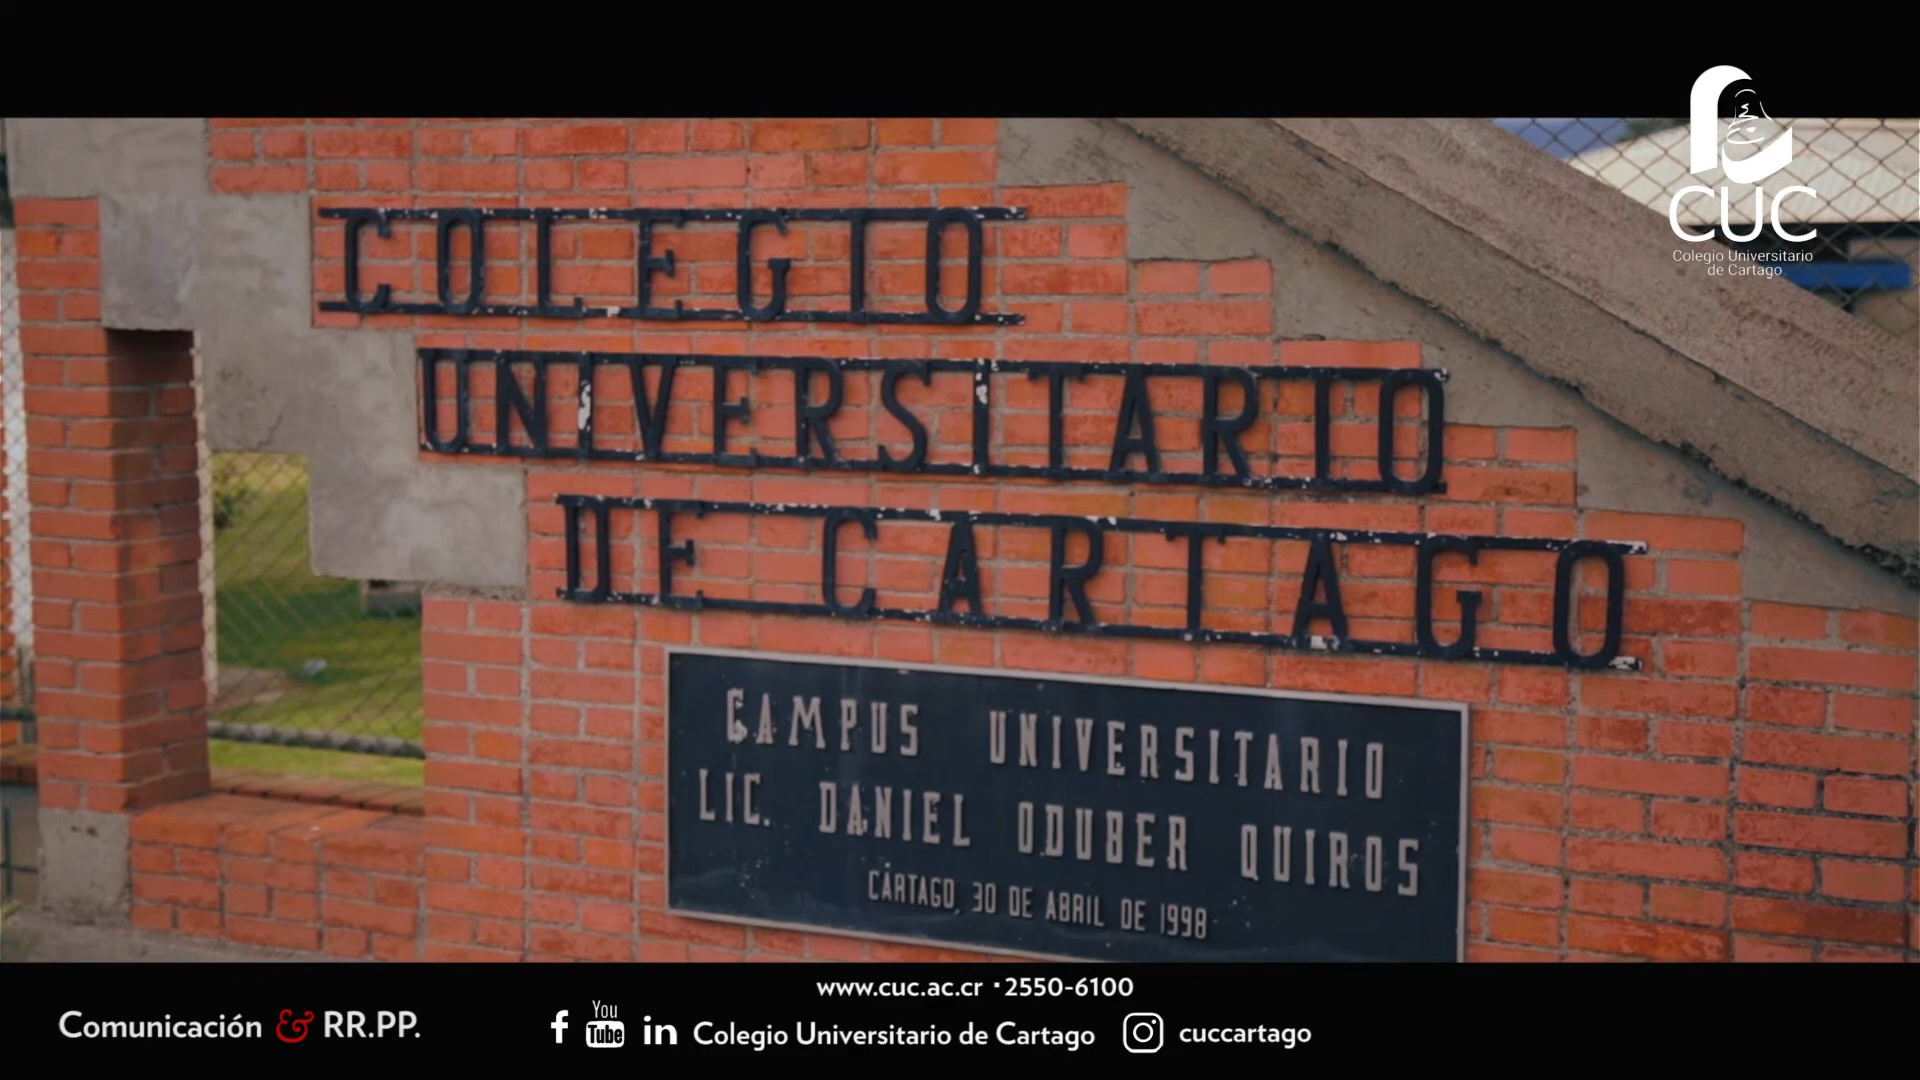 CUC
Colegio Universitario
de Cartago
COLEGIO
UNIVERSITARIO
DE CARTAGO
CAMPUS UNIVERSITARIO
LIC. DANIEL ODUBER QUIROS
CARTAGO, 30 DE ABRIL DE 1998
www.cuc.ac.cr · 2550-6100
Comunicación & RR.PP.
f You Tube in Colegio Universitario de Cartago cuccartago